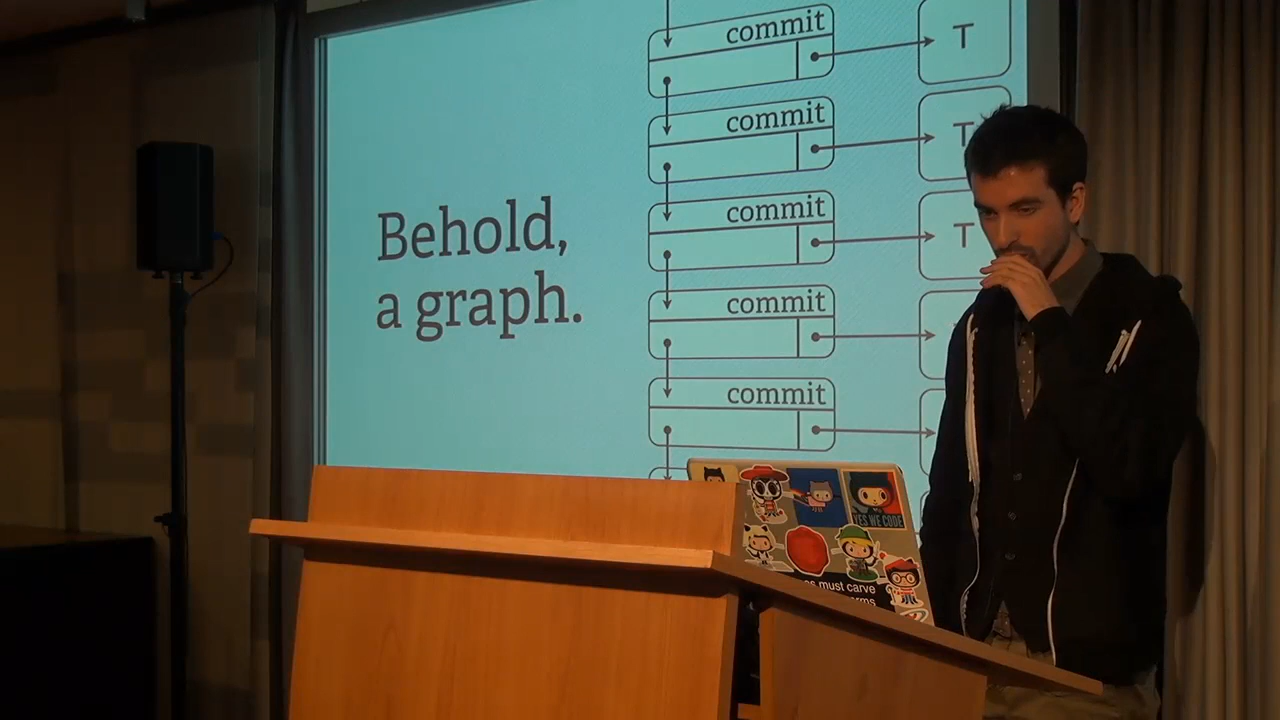 Behold,
a graph.
commit
T
commit
T
commit
T
commit
commit
YES WE CODE
must carve